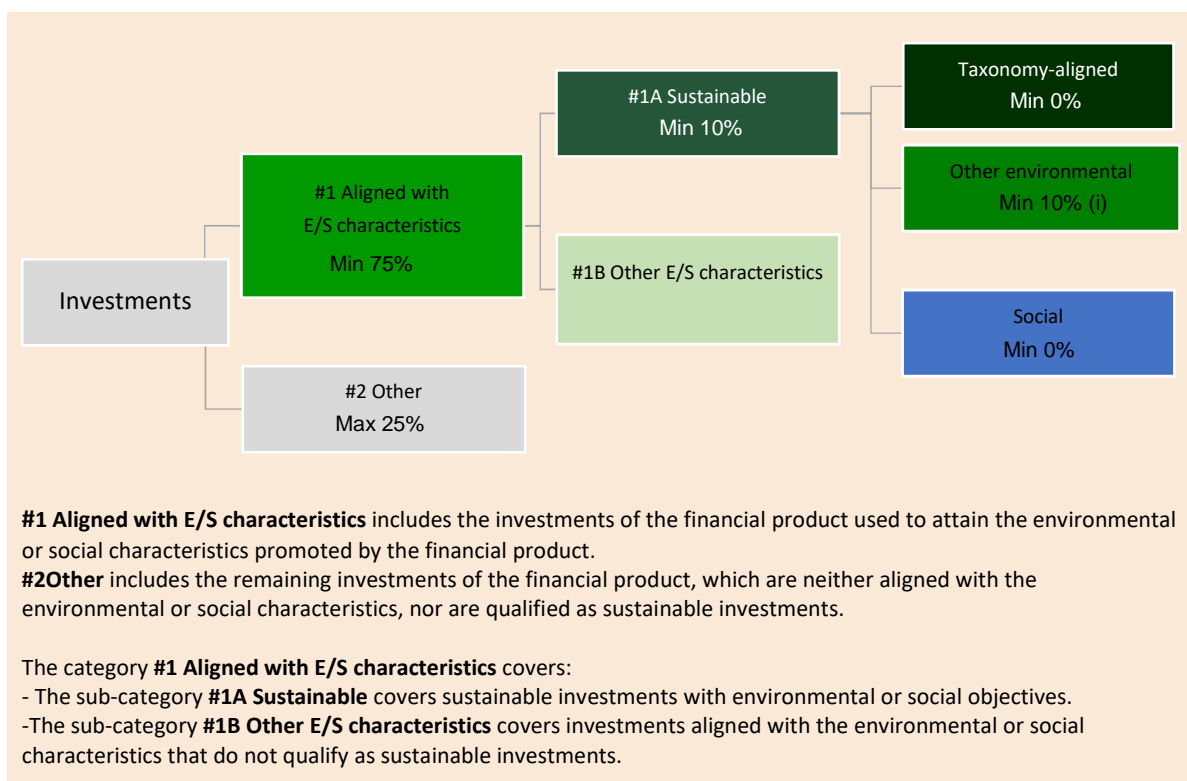 Investments
#1 Aligned with
E/S characteristics
Min 75%
#2 Other
Max 25%
#1A Sustainable
Min 10%
#1B Other E/S characteristics
Taxonomy-aligned
Min 0%
Other environmental
Min 10% (i)
Social
Min 0%
#1 Aligned with E/S characteristics includes the investments of the financial product used to attain the environmental
or social characteristics promoted by the financial product.
#2Other includes the remaining investments of the financial product, which are neither aligned with the
environmental or social characteristics, nor are qualified as sustainable investments.
The category #1 Aligned with E/S characteristics covers:
- The sub-category #1A Sustainable covers sustainable investments with environmental or social objectives.
-The sub-category #1B Other E/S characteristics covers investments aligned with the environmental or social
characteristics that do not qualify as sustainable investments.